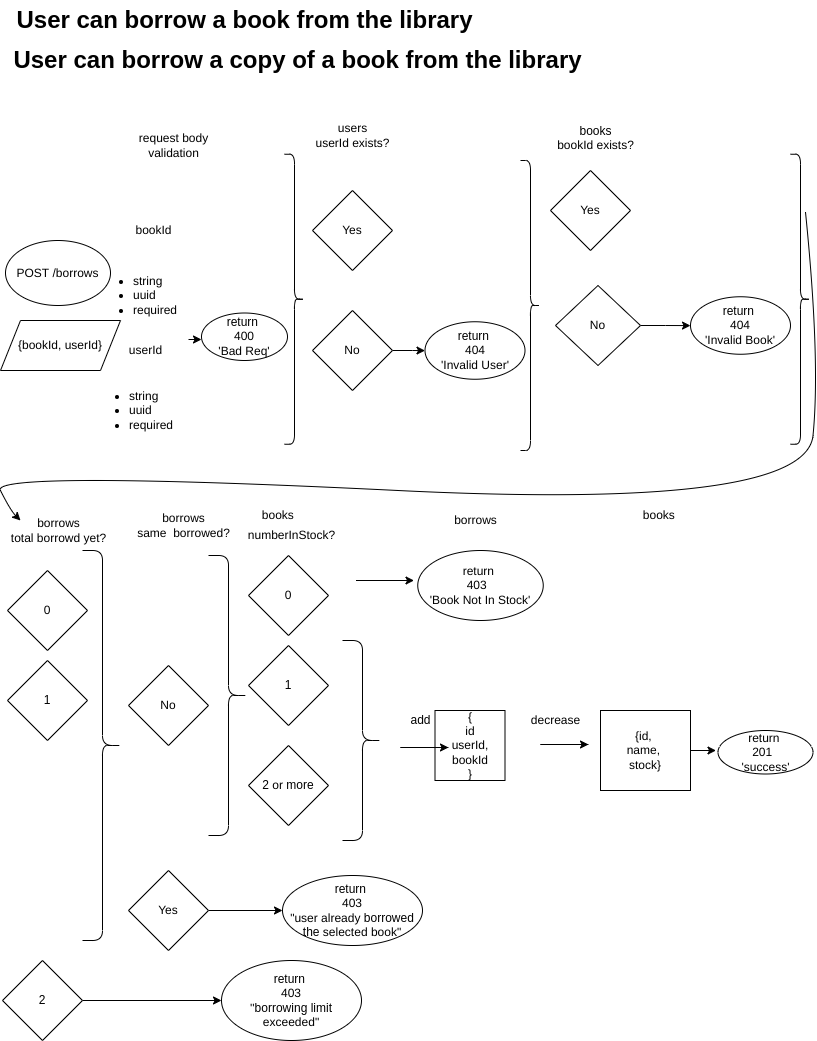 User can borrow a book from the library
User can borrow a copy of a book from the library
request body
validation
users
userId exists?
books
bookId exists?
POST /borrows
{bookId, userId}
bookId
• string
• uuid
• required
userId
• string
• uuid
• required
return
400
'Bad Req'
Yes
No
return
404
'Invalid User'
Yes
No
return
404
'Invalid Book'
borrows
total borrowd yet?
borrows
same borrowed?
books
numberInStock?
borrows
books
0
1
No
0
1
2 or more
return
403
'Book Not In Stock'
add
{
id
userId,
bookId
}
decrease
{id,
name,
stock}
return
201
'success'
Yes
return
403
"user already borrowed
the selected book"
2
return
403
"borrowing limit
exceeded"